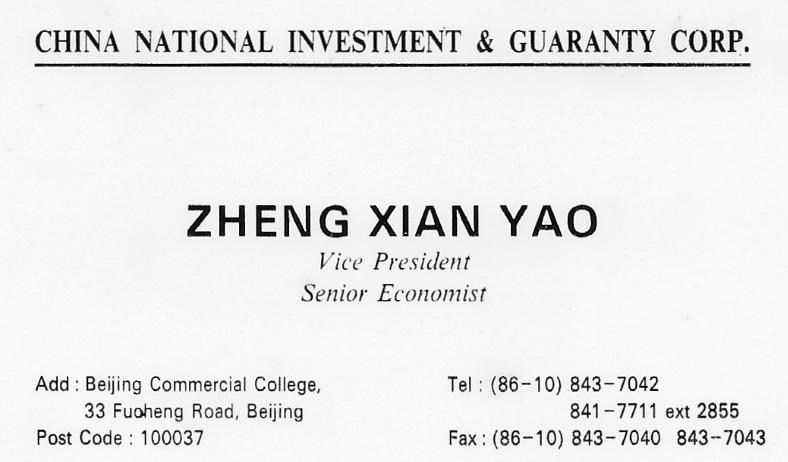 CHINA NATIONAL INVESTMENT & GUARANTY CORP.
ZHENG XIAN YAO
Vice President
Senior Economist
Add : Beijing Commercial College,
33 Fucheng Road, Beijing
Post Code : 100037
Tel : (86-10) 843-7042
841-7711 ext 2855
Fax : (86-10) 843-7040 843-7043